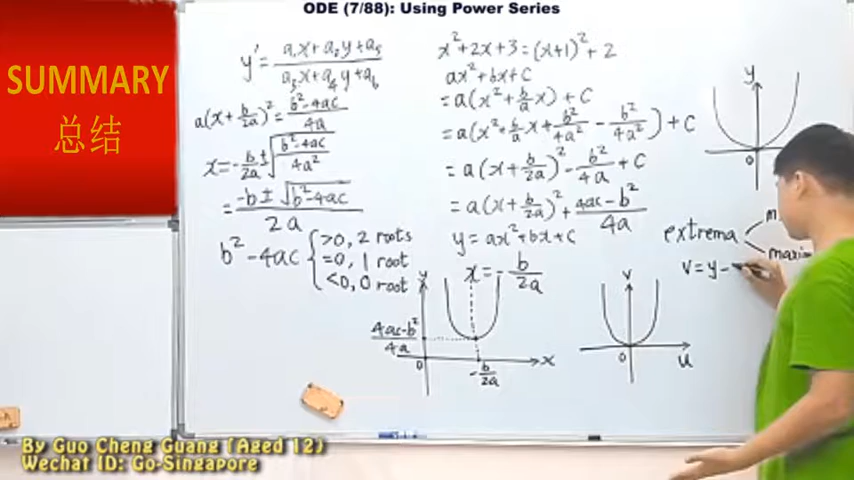 ODE (7/88): Using Power Series
SUMMARY
总结
y' = (a₁x+a₂y+a₅)/(a₃x+a₄y+a₆)
a(x+b/2a)² = (b²-4ac)/4a
x = -b/2a ± √((b²-4ac)/4a²)
= (-b ± √(b²-4ac))/2a
b²-4ac { >0, 2 roots
=0, 1 root
<0, 0 root
x²+2x+3=(x+1)²+2
ax²+bx+c
= a(x²+b/a x)+c
= a(x²+b/a x+b²/4a²-b²/4a²)+c
= a(x+b/2a)²-b²/4a+c
= a(x+b/2a)²+(4ac-b²)/4a
y = ax²+bx+c
x = -b/2a
y
(4ac-b²)/4a
0
-b/2a
x
v
0
u
y
0
extrema
v=y-
By Guo Cheng Guang (Aged 12)
Wechat ID: Go-Singapore